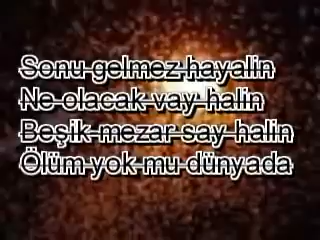 Sonu gelmez hayalin
Ne olacak vay halin
Beşik mezar say halin
Ölüm yok mu dünyada